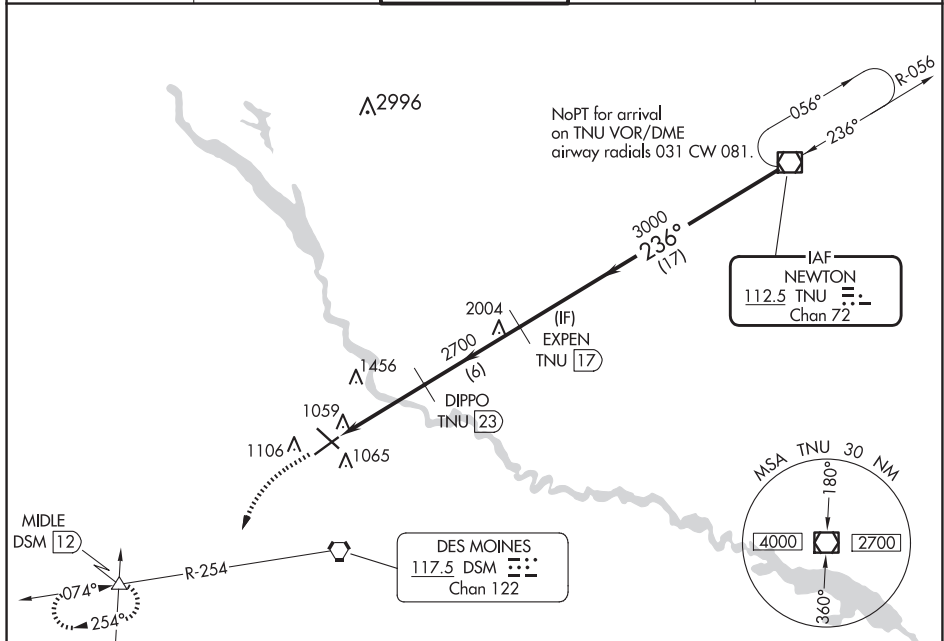 2996
NoPT for arrival
on TNU VOR/DME
airway radials 031 CW 081.
056°
R-056
236°
3000
236°
(17)
IAF
NEWTON
112.5 TNU
Chan 72
2004
(IF)
EXPEN
TNU 17
2700
(6)
1456
DIPPO
TNU 23
1059
1106
1065
MIDLE
DSM 12
R-254
074°
254°
DES MOINES
117.5 DSM
Chan 122
MSA TNU 30 NM
180°
4000
2700
360°